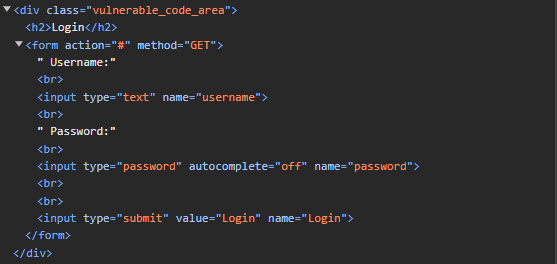 <div class="vulnerable_code_area">
<h2>Login</h2>
<form action="#" method="GET">
" Username:"
<br>
<input type="text" name="username">
<br>
" Password:"
<br>
<input type="password" autocomplete="off" name="password">
<br>
<br>
<input type="submit" value="Login" name="Login">
</form>
</div>